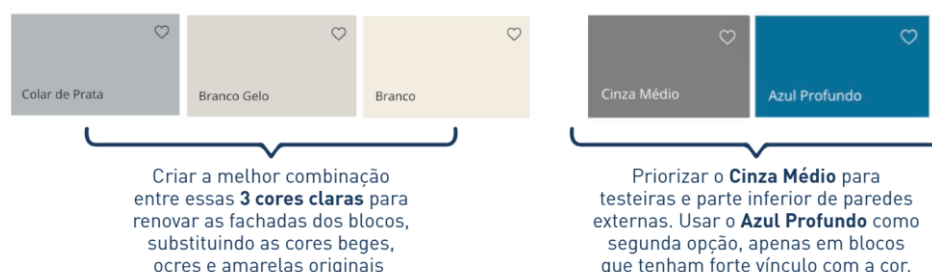 Colar de Prata
Branco Gelo
Branco
Cinza Médio
Azul Profundo
Criar a melhor combinação
entre essas 3 cores claras para
renovar as fachadas dos blocos,
substituindo as cores beges,
ocres e amarelas originais
Priorizar o Cinza Médio para
testeiras e parte inferior de paredes
externas. Usar o Azul Profundo como
segunda opção, apenas em blocos
que tenham forte vínculo com a cor.